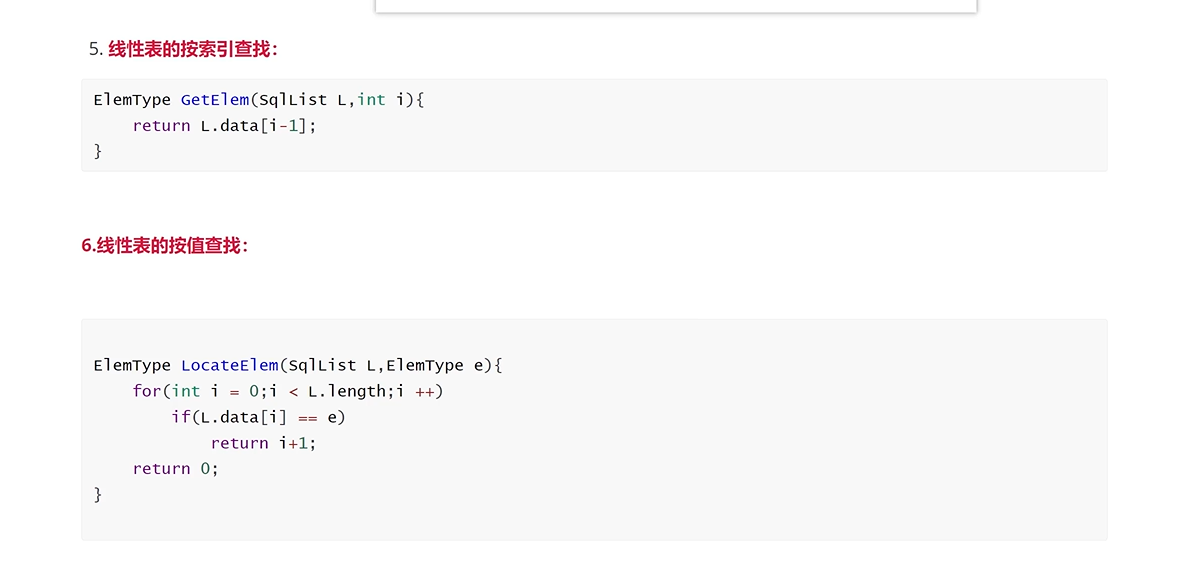 5. 线性表的按索引查找：
ElemType GetElem(SqlList L,int i){
    return L.data[i-1];
}
6.线性表的按值查找：
ElemType LocateElem(SqlList L,ElemType e){
    for(int i = 0;i < L.length;i ++)
        if(L.data[i] == e)
            return i+1;
    return 0;
}